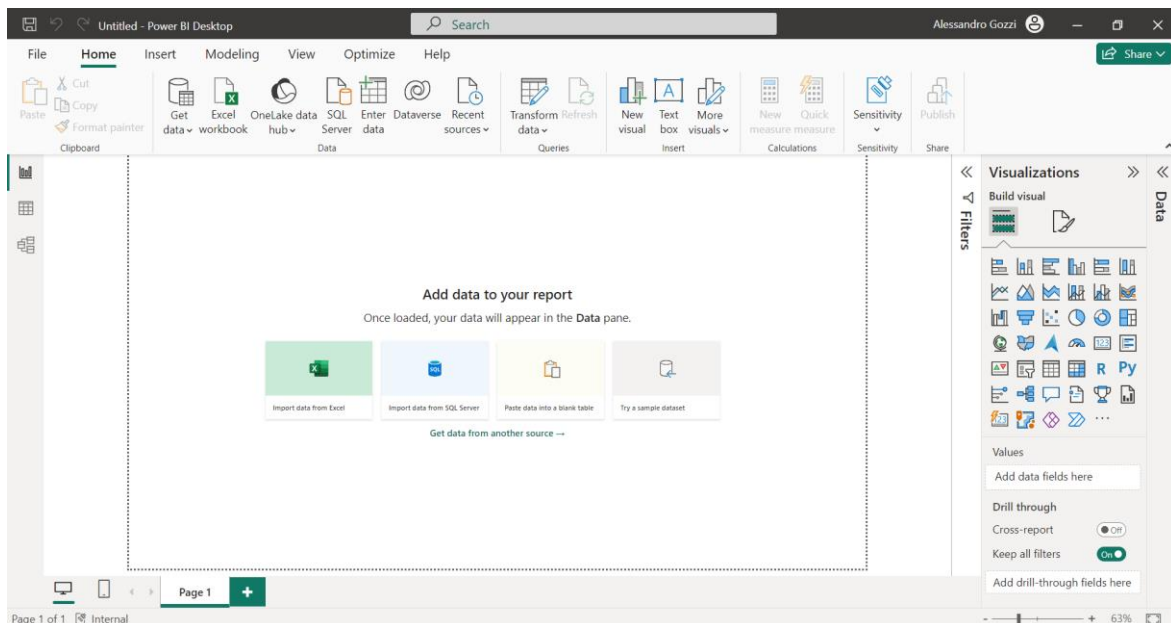 Untitled - Power BI Desktop
Search
Alessandro Gozzi
File Home Insert Modeling View Optimize Help
Share
Paste
Cut
Copy
Format painter
Clipboard
Get data
Excel workbook
OneLake data hub
SQL Server
Enter data
Dataverse
Recent sources
Data
Transform data
Refresh
Queries
New visual
A
Text box
More visuals
Insert
New measure
Quick measure
Calculations
Sensitivity
Sensitivity
Publish
Share
Add data to your report
Once loaded, your data will appear in the Data pane.
X
SQL
Import data from Excel
Import data from SQL Server
Paste data into a blank table
Try a sample dataset
Get data from another source →
Filters
Visualizations
Build visual
123
R Py
123
Values
Add data fields here
Drill through
Cross-report
Off
Keep all filters
On
Add drill-through fields here
Data
Page 1
Page 1 of 1
Internal
- + 63%